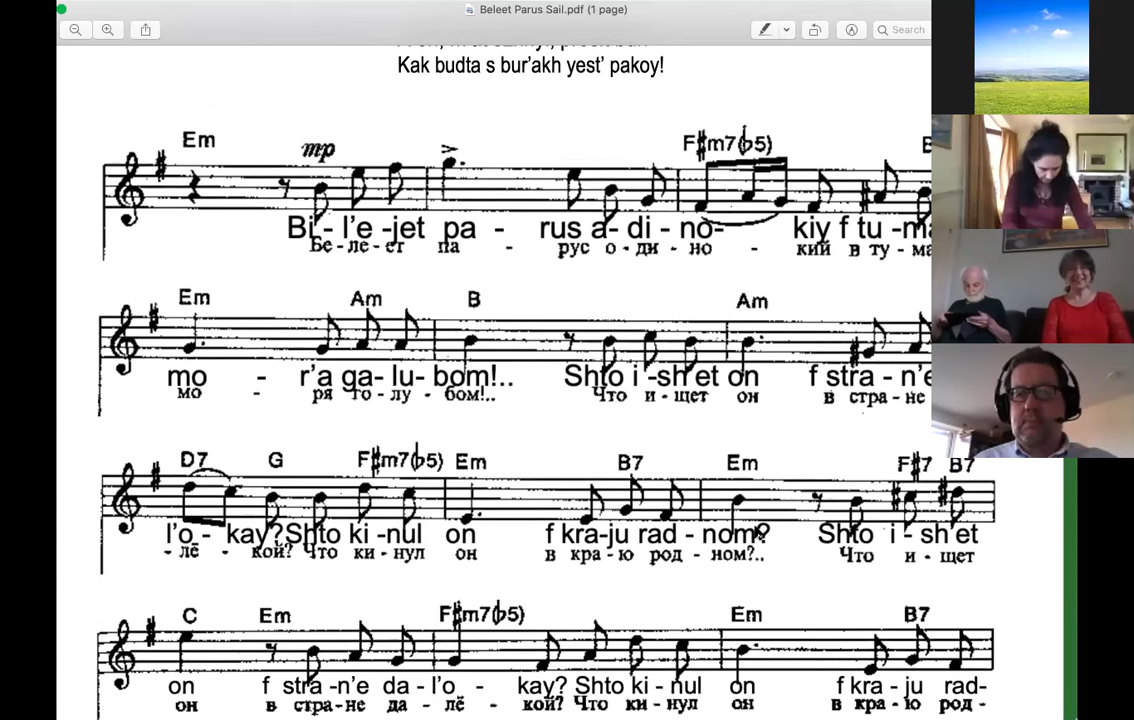 Beleet Parus Sail.pdf (1 page)
Search
Kak budta s bur'akh yest' pakoy!
Em mp F#m7(b5)
Bi - l'e -jet pa - rus a- di - no- kiy f tu -ma
Бе - ле - ет па - рус о - ди - но - кий в ту - ма
Em Am B Am
mo - r'a ga- lu- bom!.. Shto i -sh'et on f stra - n'e
мо - ря го - лу - бом!.. Что и - щет он в стра - не
D7 G F#m7(b5) Em B7 Em F#7 B7
l'o - kay?Shto ki -nul on f kra-ju rad - nom? Shto i - sh'et
- лё - кой? Что ки - нул он в кра - ю род - ном?.. Что и - щет
C Em F#m7(b5) Em B7
on f stra -n'e da - l'o - kay? Shto ki - nul on f kra - ju rad-
он в стра - не да - лё - кой? Что ки - нул он в кра - ю род -